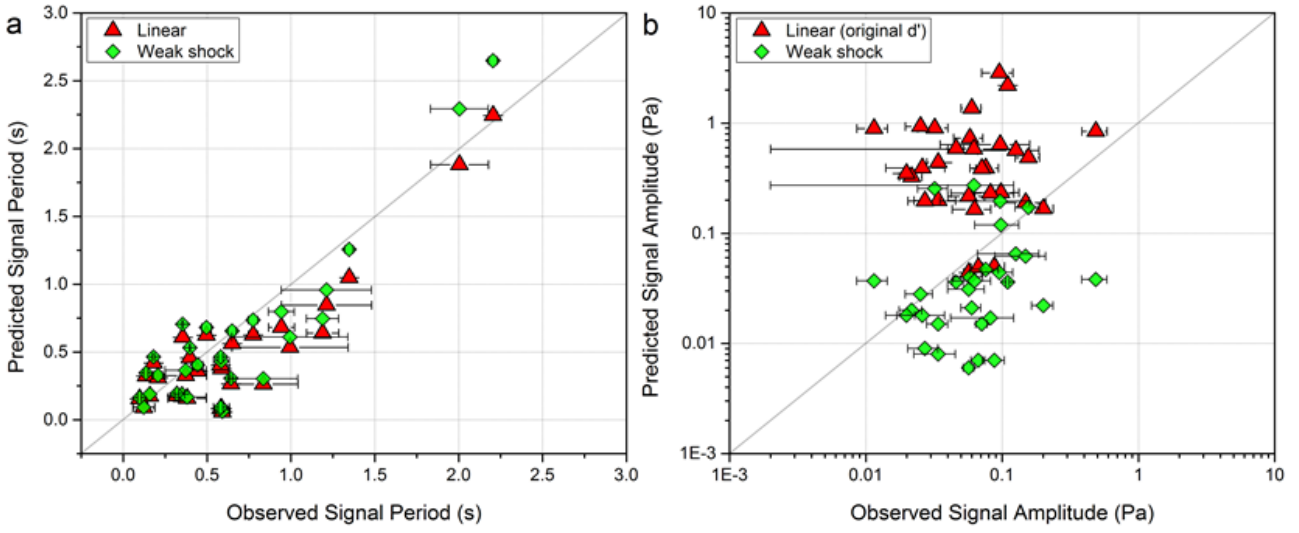 a
Linear
Weak shock
Predicted Signal Period (s)
3.0
2.5
2.0
1.5
1.0
0.5
0.0
0.0 0.5 1.0 1.5 2.0 2.5 3.0
Observed Signal Period (s)
b
Linear (original d')
Weak shock
Predicted Signal Amplitude (Pa)
10
1
0.1
0.01
1E-3
1E-3 0.01 0.1 1 10
Observed Signal Amplitude (Pa)